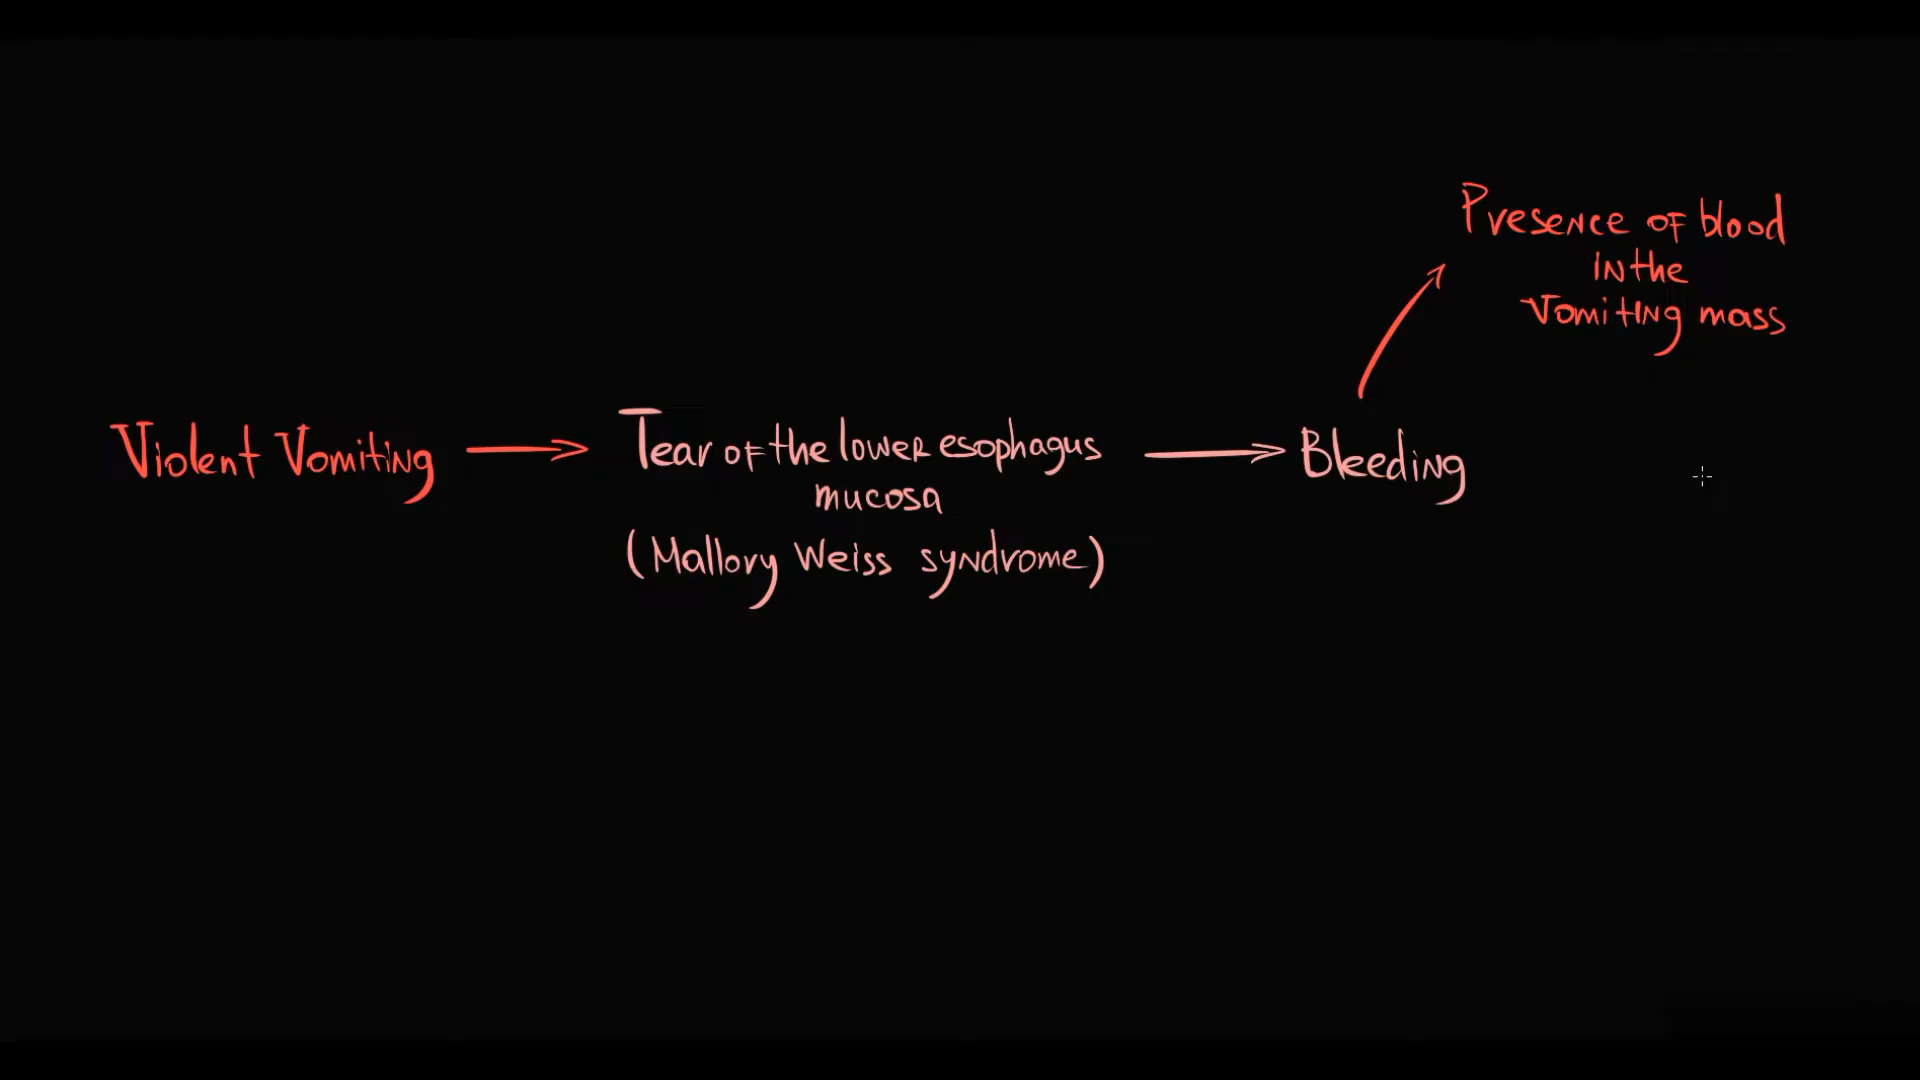 Violent Vomiting
Tear of the lower esophagus
mucosa
(Mallory Weiss syndrome)
Bleeding
Presence of blood
in the
vomiting mass